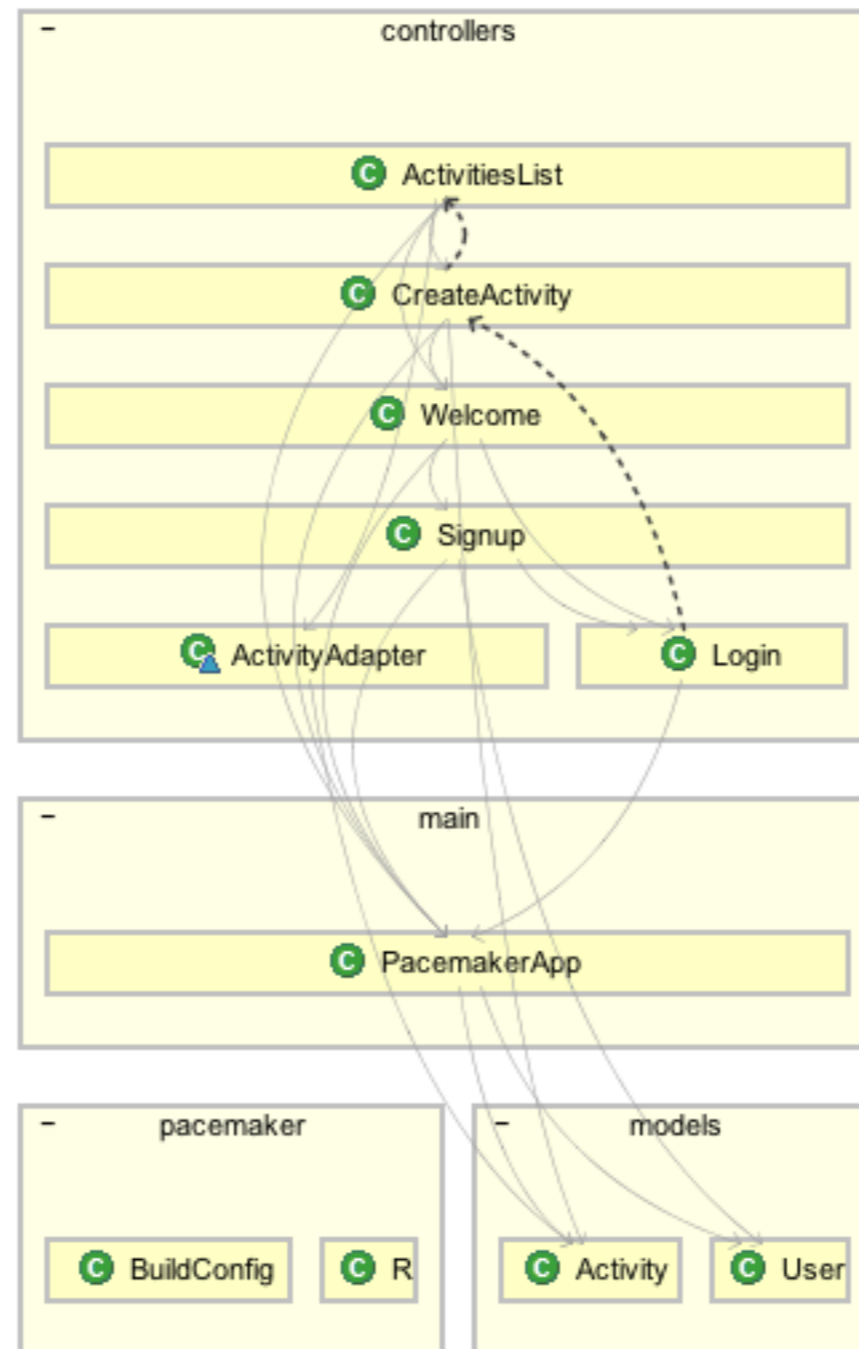 − controllers
C ActivitiesList
C CreateActivity
C Welcome
C Signup
C ActivityAdapter
C Login
− main
C PacemakerApp
− pacemaker
− models
C BuildConfig
C R
C Activity
C User